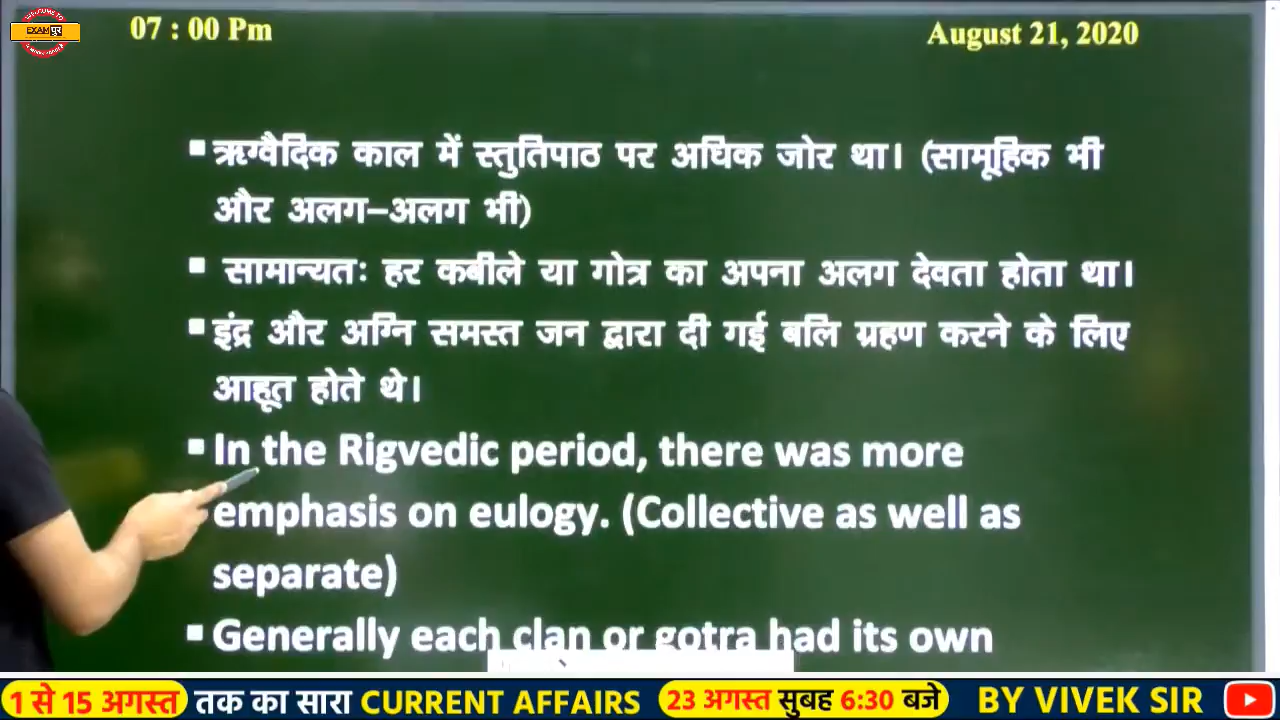 WELCOME TO
EXAM पुर
07 : 00 Pm
August 21, 2020
ऋग्वैदिक काल में स्तुतिपाठ पर अधिक जोर था। (सामूहिक भी
और अलग–अलग भी)
सामान्यतः हर कबीले या गोत्र का अपना अलग देवता होता था।
इंद्र और अग्नि समस्त जन द्वारा दी गई बलि ग्रहण करने के लिए
आहूत होते थे।
In the Rigvedic period, there was more
emphasis on eulogy. (Collective as well as
separate)
Generally each clan or gotra had its own
1 से 15 अगस्त तक का सारा CURRENT AFFAIRS 23 अगस्त सुबह 6:30 बजे BY VIVEK SIR